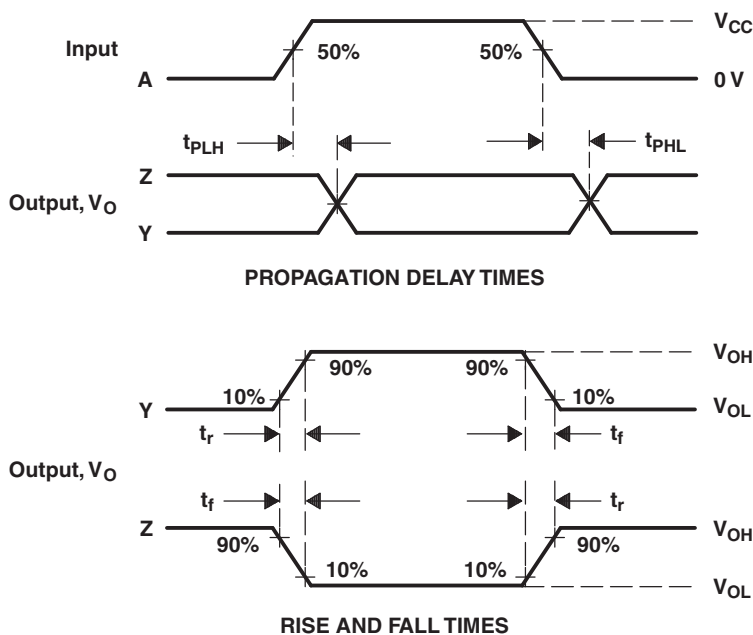 V_CC
Input
50%
50%
A
0 V
t_PLH
t_PHL
Z
Output, V_O
Y
PROPAGATION DELAY TIMES
V_OH
90%
90%
10%
10%
Y
V_OL
t_r
t_f
Output, V_O
t_f
t_r
Z
V_OH
90%
90%
10%
10%
V_OL
RISE AND FALL TIMES